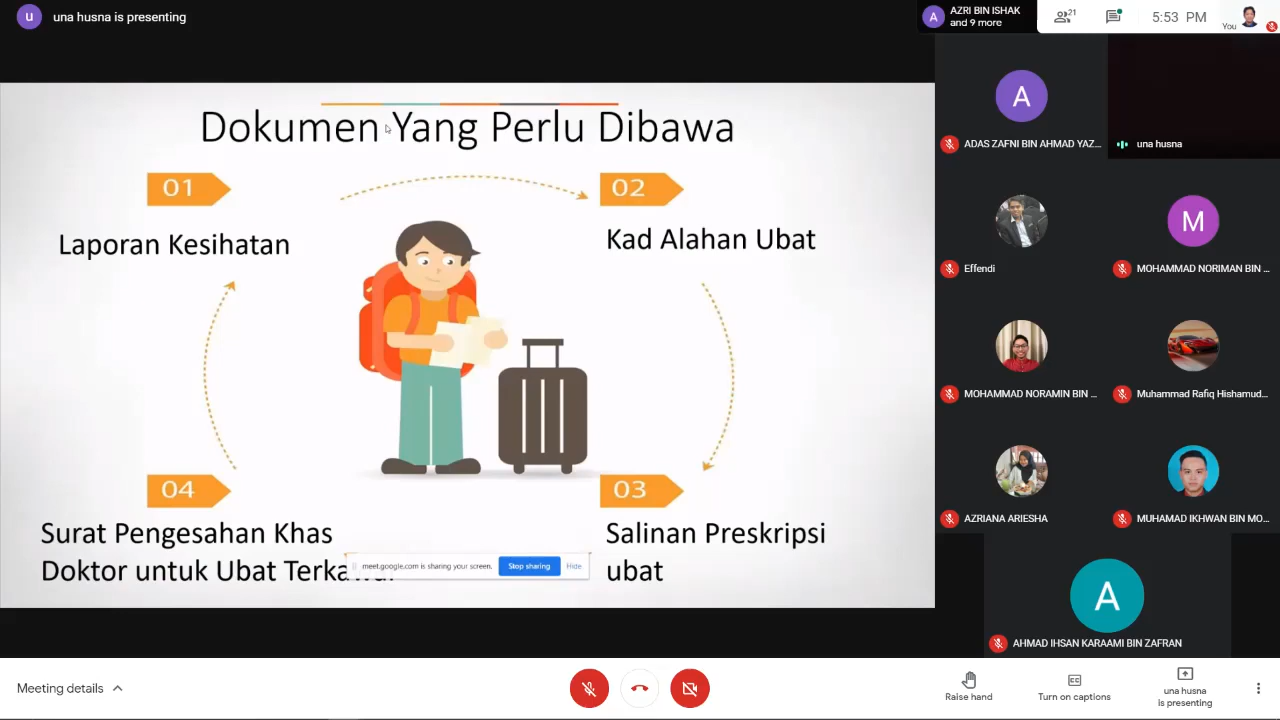 u
una husna is presenting
A
AZRI BIN ISHAK
and 9 more
21
5:53 PM
You
Dokumen Yang Perlu Dibawa
01
Laporan Kesihatan
02
Kad Alahan Ubat
04
Surat Pengesahan Khas
Doktor untuk Ubat
03
Salinan Preskripsi
ubat
meet.google.com is sharing your screen.
Stop sharing
Hide
A
ADAS ZAFNI BIN AHMAD YAZ...
una husna
Effendi
M
MOHAMMAD NORIMAN BIN ...
MOHAMMAD NORAMIN BIN ...
Muhammad Rafiq Hishamud...
AZRIANA ARIESHA
MUHAMAD IKHWAN BIN MO...
A
AHMAD IHSAN KARAAMI BIN ZAFRAN
Meeting details
Raise hand
Turn on captions
una husna
is presenting